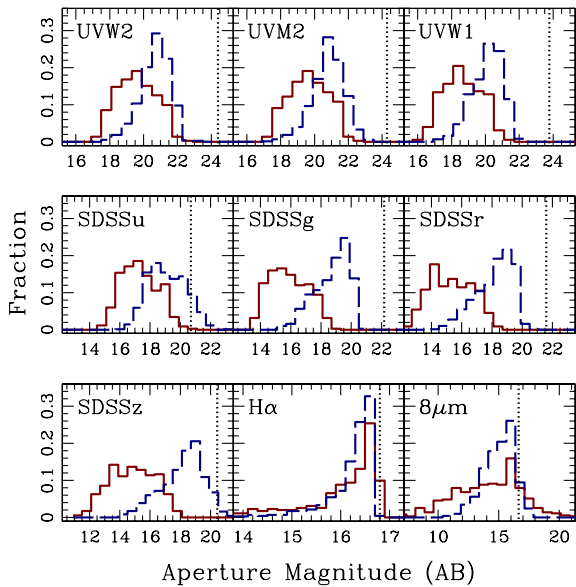 UVW2 UVM2 UVW1
0.3
0.2
0.1
0
16 18 20 22 24 16 18 20 22 24 16 18 20 22 24
SDSSu SDSSg SDSSr
0.3
0.2
0.1
0
14 16 18 20 22 14 16 18 20 22 14 16 18 20 22
Fraction
SDSSz Hα 8μm
0.3
0.2
0.1
0
12 14 16 18 20 14 15 16 17 10 15 20
Aperture Magnitude (AB)